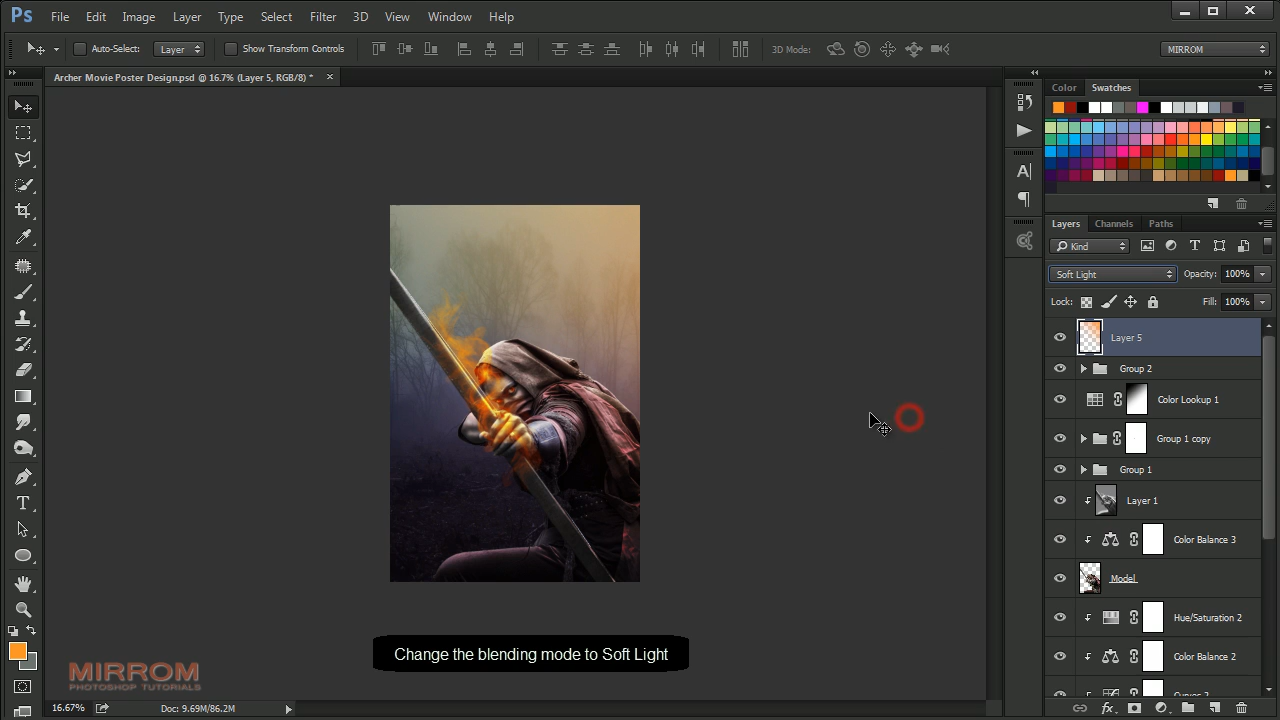 Ps File Edit Image Layer Type Select Filter 3D View Window Help
Auto-Select: Layer Show Transform Controls 3D Mode: MIRROM
Archer Movie Poster Design.psd @ 16.7% (Layer 5, RGB/8) *
Color Swatches
Layers Channels Paths
Kind
Soft Light Opacity: 100%
Lock: Fill: 100%
Layer 5
Group 2
Color Lookup 1
Group 1 copy
Group 1
Layer 1
Color Balance 3
Model
Hue/Saturation 2
Color Balance 2
Curves 2
Change the blending mode to Soft Light
MIRROM
PHOTOSHOP TUTORIALS
16.67% Doc: 9.69M/86.2M